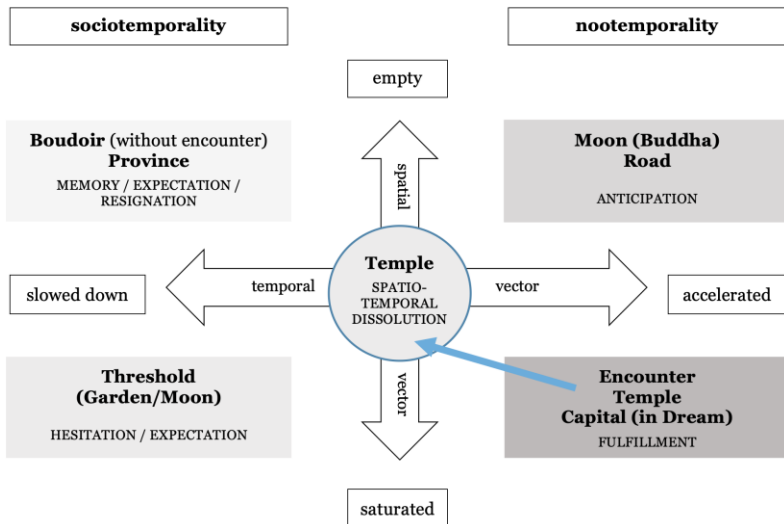 sociotemporality
nootemporality
empty
Boudoir (without encounter)
Province
MEMORY / EXPECTATION /
RESIGNATION
spatial
Moon (Buddha)
Road
ANTICIPATION
slowed down
temporal
Temple
SPATIO-
TEMPORAL
DISSOLUTION
vector
accelerated
Threshold
(Garden/Moon)
HESITATION / EXPECTATION
vector
Encounter
Temple
Capital (in Dream)
FULFILLMENT
saturated